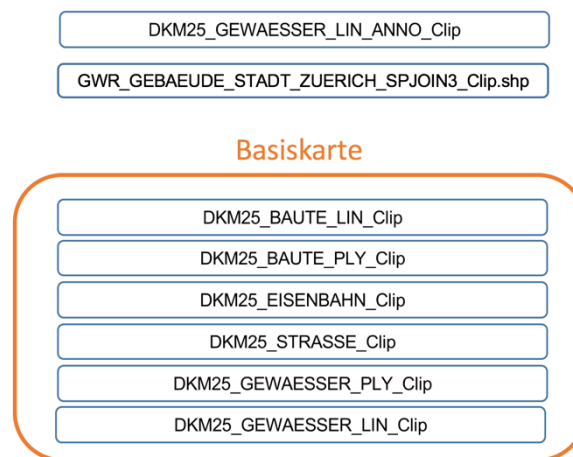 DKM25_GEWAESSER_LIN_ANNO_Clip
GWR_GEBAEUDE_STADT_ZUERICH_SPJOIN3_Clip.shp
Basiskarte
DKM25_BAUTE_LIN_Clip
DKM25_BAUTE_PLY_Clip
DKM25_EISENBAHN_Clip
DKM25_STRASSE_Clip
DKM25_GEWAESSER_PLY_Clip
DKM25_GEWAESSER_LIN_Clip